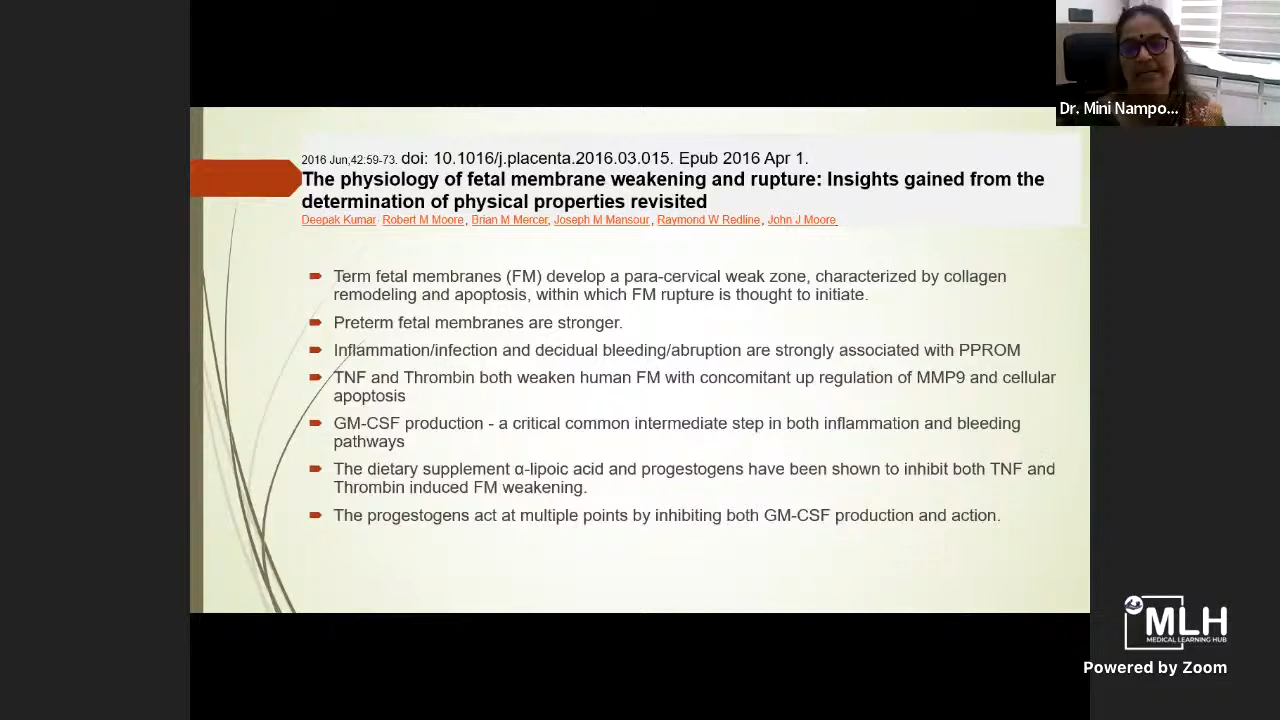 Dr. Mini Nampo...
2016 Jun,42:59-73. doi: 10.1016/j.placenta.2016.03.015. Epub 2016 Apr 1.
The physiology of fetal membrane weakening and rupture: Insights gained from the
determination of physical properties revisited
Deepak Kumar Robert M Moore, Brian M Mercer, Joseph M Mansour, Raymond W Redline, John J Moore
Term fetal membranes (FM) develop a para-cervical weak zone, characterized by collagen
remodeling and apoptosis, within which FM rupture is thought to initiate.
Preterm fetal membranes are stronger.
Inflammation/infection and decidual bleeding/abruption are strongly associated with PPROM
TNF and Thrombin both weaken human FM with concomitant up regulation of MMP9 and cellular
apoptosis
GM-CSF production - a critical common intermediate step in both inflammation and bleeding
pathways
The dietary supplement α-lipoic acid and progestogens have been shown to inhibit both TNF and
Thrombin induced FM weakening.
The progestogens act at multiple points by inhibiting both GM-CSF production and action.
MLH
MEDICAL LEARNING HUB
Powered by Zoom